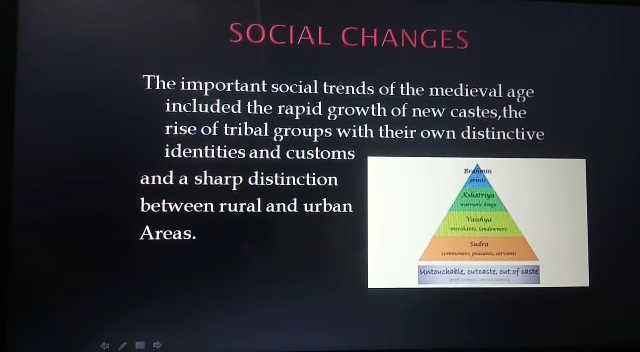 SOCIAL CHANGES
The important social trends of the medieval age
included the rapid growth of new castes,the
rise of tribal groups with their own distinctive
identities and customs
and a sharp distinction
between rural and urban
Areas.
Brahmin
priests
Kshatriya
warriors, kings
Vaishya
merchants, landowners
Sudra
commoners, peasants, servants
Untouchable, outcaste, out of caste